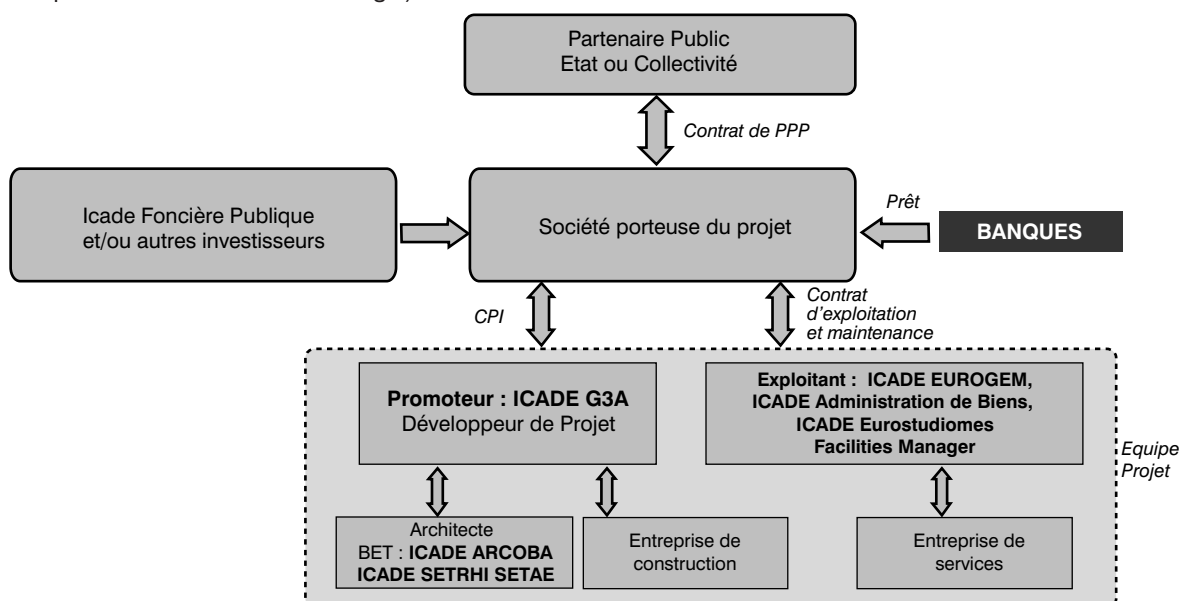 Partenaire Public
Etat ou Collectivité
Contrat de PPP
Icade Foncière Publique
et/ou autres investisseurs
Société porteuse du projet
Prêt
BANQUES
CPI
Contrat
d'exploitation
et maintenance
Promoteur : ICADE G3A
Développeur de Projet
Exploitant : ICADE EUROGEM,
ICADE Administration de Biens,
ICADE Eurostudiomes
Facilities Manager
Equipe
Projet
Architecte
BET : ICADE ARCOBA
ICADE SETRHI SETAE
Entreprise de
construction
Entreprise de
services